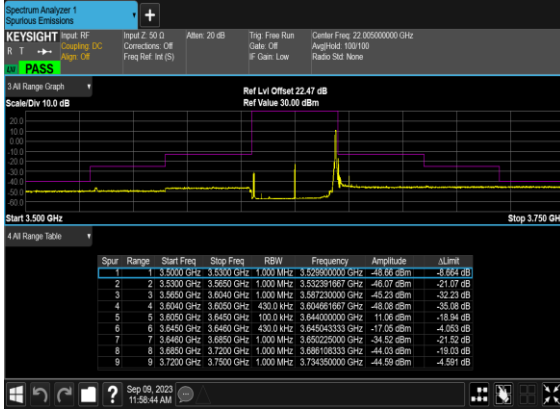 Spectrum Analyzer 1
Spurious Emissions
+
KEYSIGHT Input: RF Input Z: 50 Ω Atten: 20 dB Trig: Free Run Center Freq: 22.005000000 GHz
R T Coupling: DC Corrections: Off Gate: Off Avg|Hold: 100/100
Align: Off Freq Ref: Int (S) IF Gain: Low Radio Std: None
PASS
3 All Range Graph
Ref Lvl Offset 22.47 dB
Scale/Div 10.0 dB Ref Value 30.00 dBm
20.0
10.0
0.00
-10.0
-20.0
-30.0
-40.0
-50.0
-60.0
Start 3.500 GHz Stop 3.750 GH
4 All Range Table
Spur Range Start Freq Stop Freq RBW Frequency Amplitude ΔLimit
1 1 3.5000 GHz 3.5300 GHz 1.000 MHz 3.529900000 GHz -48.66 dBm -8.664 dB
2 2 3.5300 GHz 3.5650 GHz 1.000 MHz 3.532391667 GHz -46.07 dBm -21.07 dB
3 3 3.5650 GHz 3.6040 GHz 1.000 MHz 3.587230000 GHz -45.23 dBm -32.23 dB
4 4 3.6040 GHz 3.6050 GHz 430.0 kHz 3.604661667 GHz -48.08 dBm -35.08 dB
5 5 3.6050 GHz 3.6450 GHz 100.0 kHz 3.644000000 GHz 11.06 dBm -18.94 dB
6 6 3.6450 GHz 3.6460 GHz 430.0 kHz 3.645043333 GHz -17.05 dBm -4.053 dB
7 7 3.6460 GHz 3.6850 GHz 1.000 MHz 3.650225000 GHz -34.52 dBm -21.52 dB
8 8 3.6850 GHz 3.7200 GHz 1.000 MHz 3.686108333 GHz -44.03 dBm -19.03 dB
9 9 3.7200 GHz 3.7500 GHz 1.000 MHz 3.734350000 GHz -44.59 dBm -4.591 dB
? Sep 09, 2023
11:58:44 AM